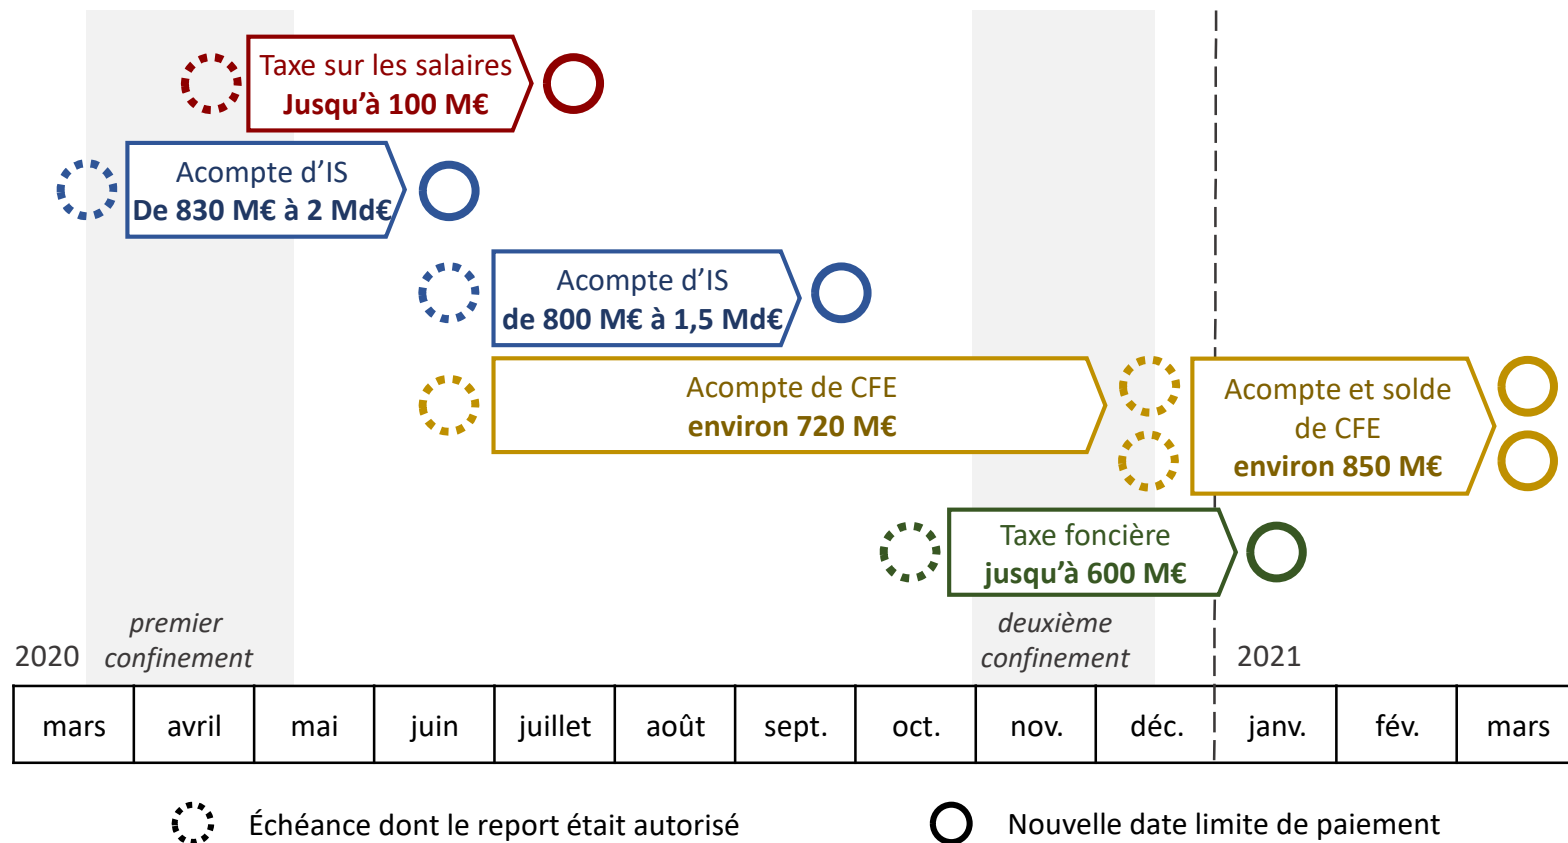 Taxe sur les salaires
Jusqu’à 100 M€
Acompte d’IS
De 830 M€ à 2 Md€
Acompte d’IS
de 800 M€ à 1,5 Md€
Acompte de CFE
environ 720 M€
Acompte et solde
de CFE
environ 850 M€
Taxe foncière
jusqu’à 600 M€
premier
confinement
deuxième
confinement
2020
2021
mars avril mai juin juillet août sept. oct. nov. déc. janv. fév. mars
Échéance dont le report était autorisé
Nouvelle date limite de paiement